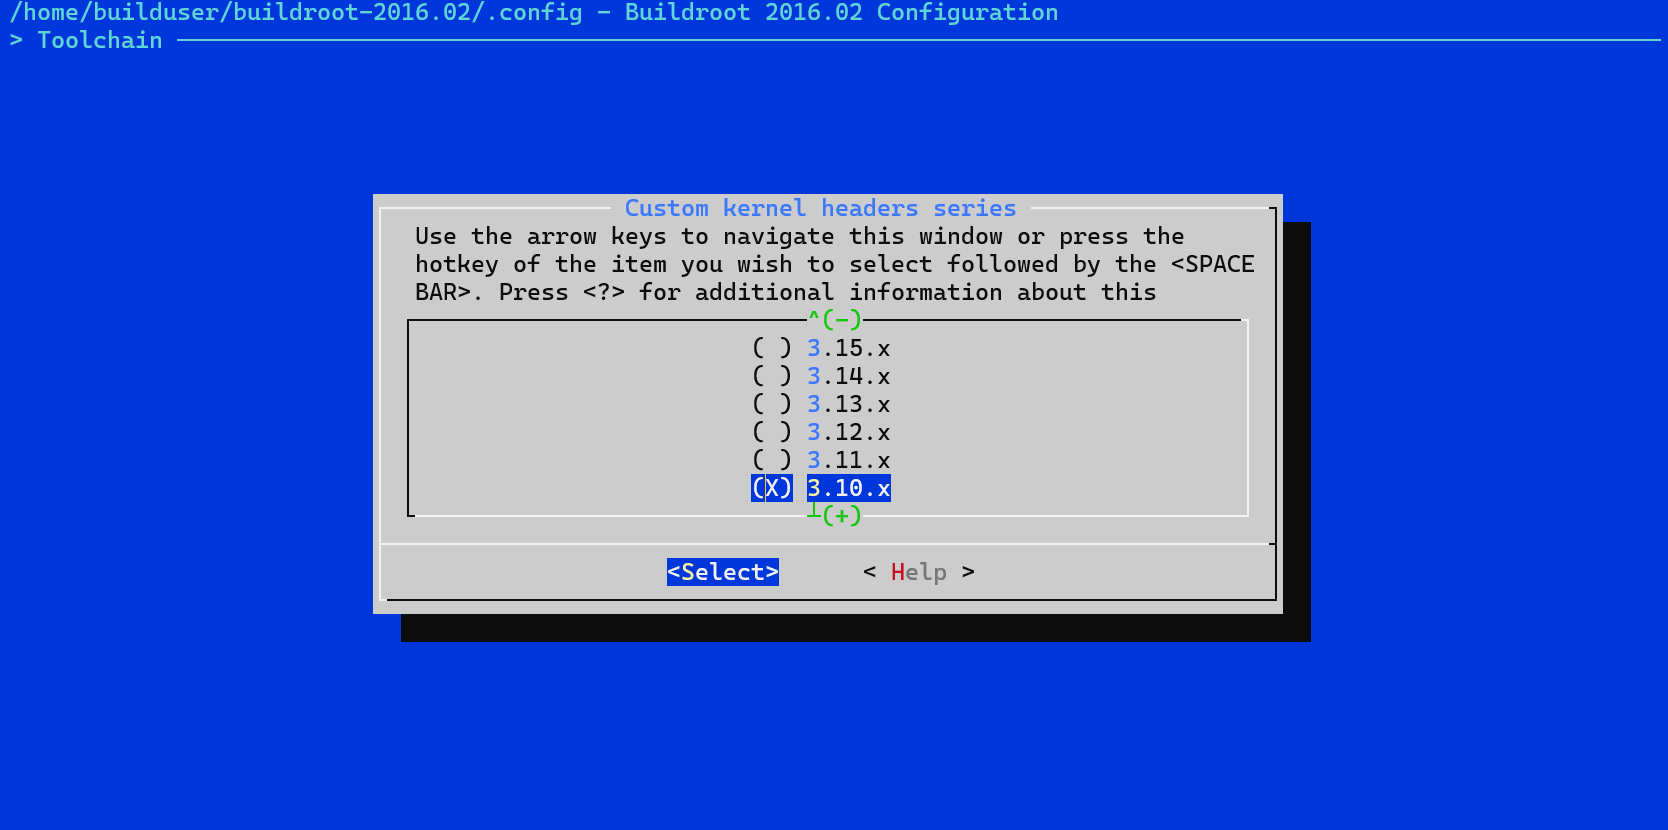 /home/builduser/buildroot-2016.02/.config - Buildroot 2016.02 Configuration
> Toolchain
Custom kernel headers series
Use the arrow keys to navigate this window or press the
hotkey of the item you wish to select followed by the <SPACE
BAR>. Press <?> for additional information about this
^(-)
( ) 3.15.x
( ) 3.14.x
( ) 3.13.x
( ) 3.12.x
( ) 3.11.x
(X) 3.10.x
┴(+)
<Select> < Help >